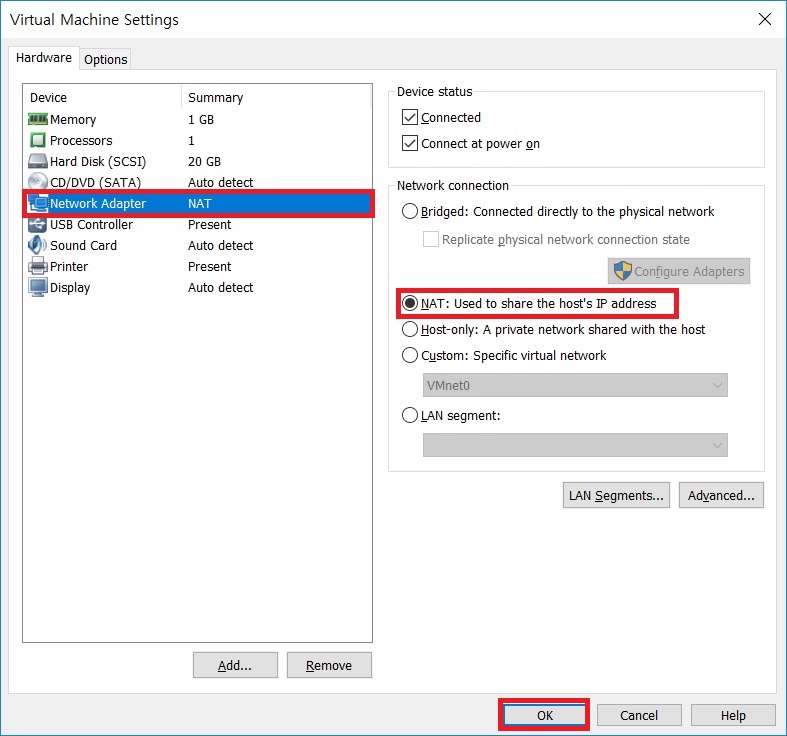 Virtual Machine Settings
Hardware Options
Device Summary
Memory 1 GB
Processors 1
Hard Disk (SCSI) 20 GB
CD/DVD (SATA) Auto detect
Network Adapter NAT
USB Controller Present
Sound Card Auto detect
Printer Present
Display Auto detect
Add... Remove
Device status
Connected
Connect at power on
Network connection
Bridged: Connected directly to the physical network
Replicate physical network connection state
Configure Adapters
NAT: Used to share the host's IP address
Host-only: A private network shared with the host
Custom: Specific virtual network
VMnet0
LAN segment:
LAN Segments... Advanced...
OK Cancel Help